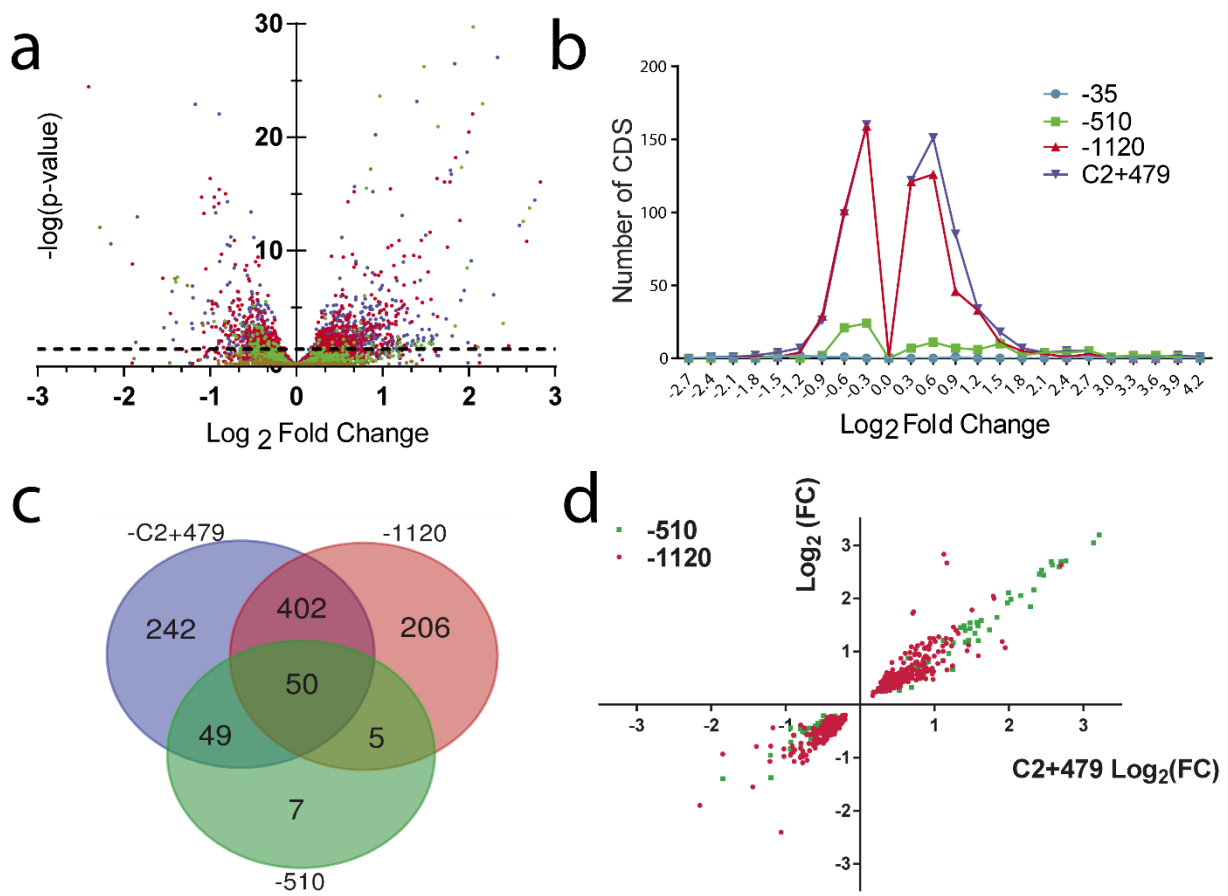 a
30
20
10
0
-log(p-value)
-3 -2 -1 0 1 2 3
Log 2 Fold Change
b
200
150
100
50
0
Number of CDS
-35
-510
-1120
C2+479
-2.7 -2.4 -2.1 -1.8 -1.5 -1.2 -0.9 -0.6 -0.3 0.0 0.3 0.6 0.9 1.2 1.5 1.8 2.1 2.4 2.7 3.0 3.3 3.6 3.9 4.2
Log2 Fold Change
c
-C2+479
-1120
242
402
206
50
49
5
7
-510
d
-510
-1120
Log2 (FC)
3
2
1
-3 -2 -1 1 2 3
-1
-2
-3
C2+479 Log2(FC)